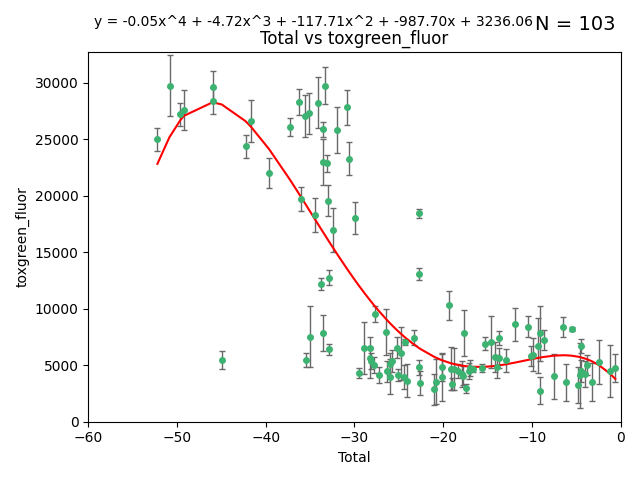 y = -0.05x^4 + -4.72x^3 + -117.71x^2 + -987.70x + 3236.06 N = 103
Total vs toxgreen_fluor
30000
25000
20000
15000
10000
5000
0
toxgreen_fluor
−60 −50 −40 −30 −20 −10 0
Total